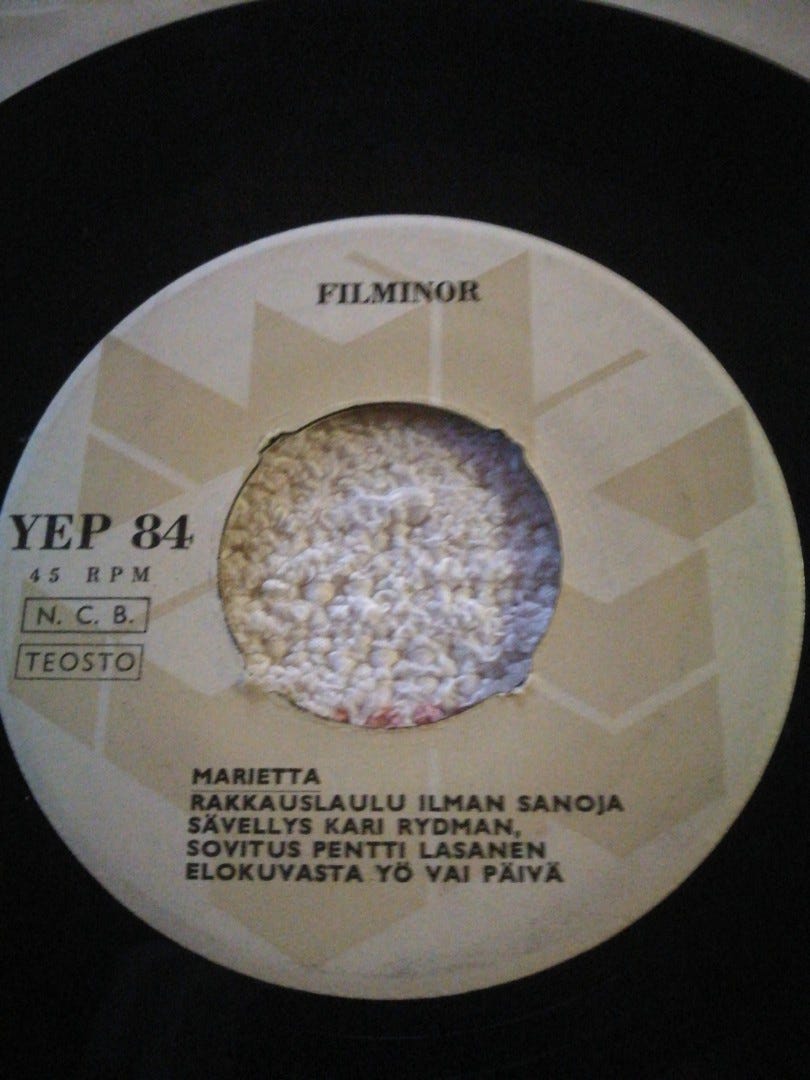 FILMINOR
YEP 84
45 RPM
N. C. B.
TEOSTO
MARIETTA
RAKKAUSLAULU ILMAN SANOJA
SÄVELLYS KARI RYDMAN,
SOVITUS PENTTI LASANEN
ELOKUVASTA YÖ VAI PÄIVÄ